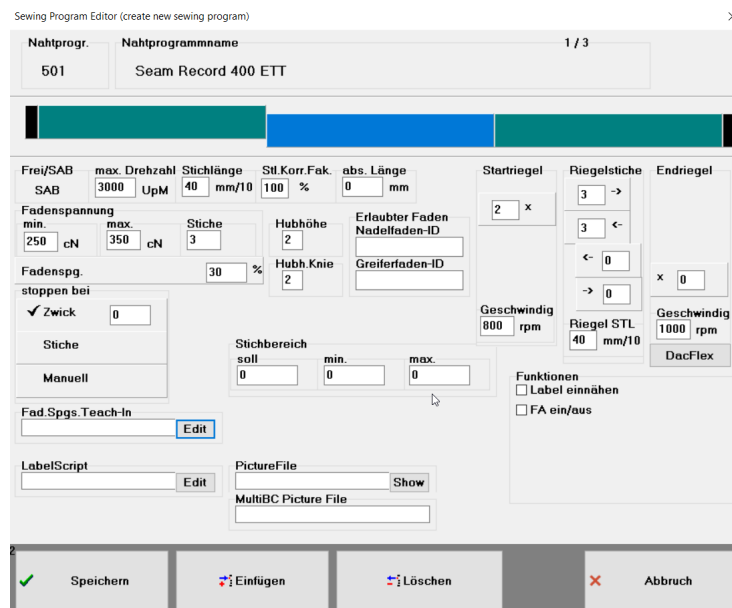 Sewing Program Editor (create new sewing program)
Nahtprogr. Nahtprogrammname 1 / 3
501 Seam Record 400 ETT
Frei/SAB max. Drehzahl Stichlänge Stl.Korr.Fak. abs. Länge Startriegel Riegelstiche Endriegel
SAB 3000 UpM 40 mm/10 100 % 0 mm
2 x
3 ->
3 <-
<- 0
-> 0
x 0
Fadenspannung
min. max. Stiche Hubhöhe
250 cN 350 cN 3 2
Erlaubter Faden
Nadelfaden-ID
Fadenspg. 30 %
Hubh.Knie
2
Greiferfaden-ID
stoppen bei
Zwick 0
Stiche
Manuell
Geschwindig
800 rpm
Riegel STL
40 mm/10
Geschwindig
1000 rpm
DacFlex
Stichbereich
soll min. max.
0 0 0
Funktionen
Label einnähen
FA ein/aus
Fad.Spgs.Teach-In
Edit
LabelScript
Edit
PictureFile
Show
MultiBC Picture File
2
Speichern Einfügen Löschen Abbruch